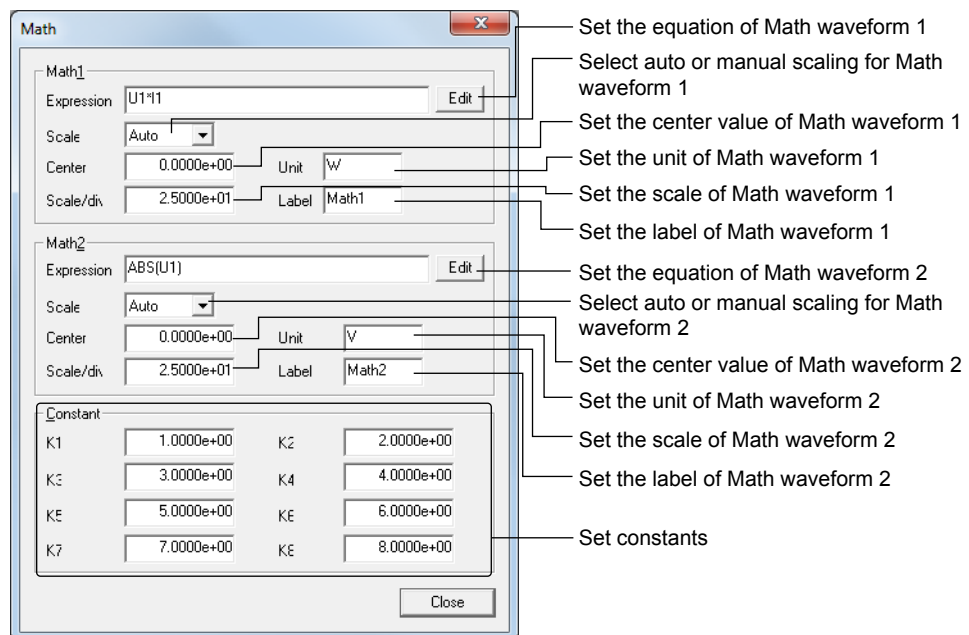 Math
Math1
Expression U1*I1 Edit
Scale Auto
Center 0.0000e+00 Unit W
Scale/div 2.5000e+01 Label Math1
Math2
Expression ABS(U1) Edit
Scale Auto
Center 0.0000e+00 Unit V
Scale/div 2.5000e+01 Label Math2
Constant
K1 1.0000e+00 K2 2.0000e+00
K3 3.0000e+00 K4 4.0000e+00
K5 5.0000e+00 K6 6.0000e+00
K7 7.0000e+00 K8 8.0000e+00
Close
Set the equation of Math waveform 1
Select auto or manual scaling for Math
waveform 1
Set the center value of Math waveform 1
Set the unit of Math waveform 1
Set the scale of Math waveform 1
Set the label of Math waveform 1
Set the equation of Math waveform 2
Select auto or manual scaling for Math
waveform 2
Set the center value of Math waveform 2
Set the unit of Math waveform 2
Set the scale of Math waveform 2
Set the label of Math waveform 2
Set constants